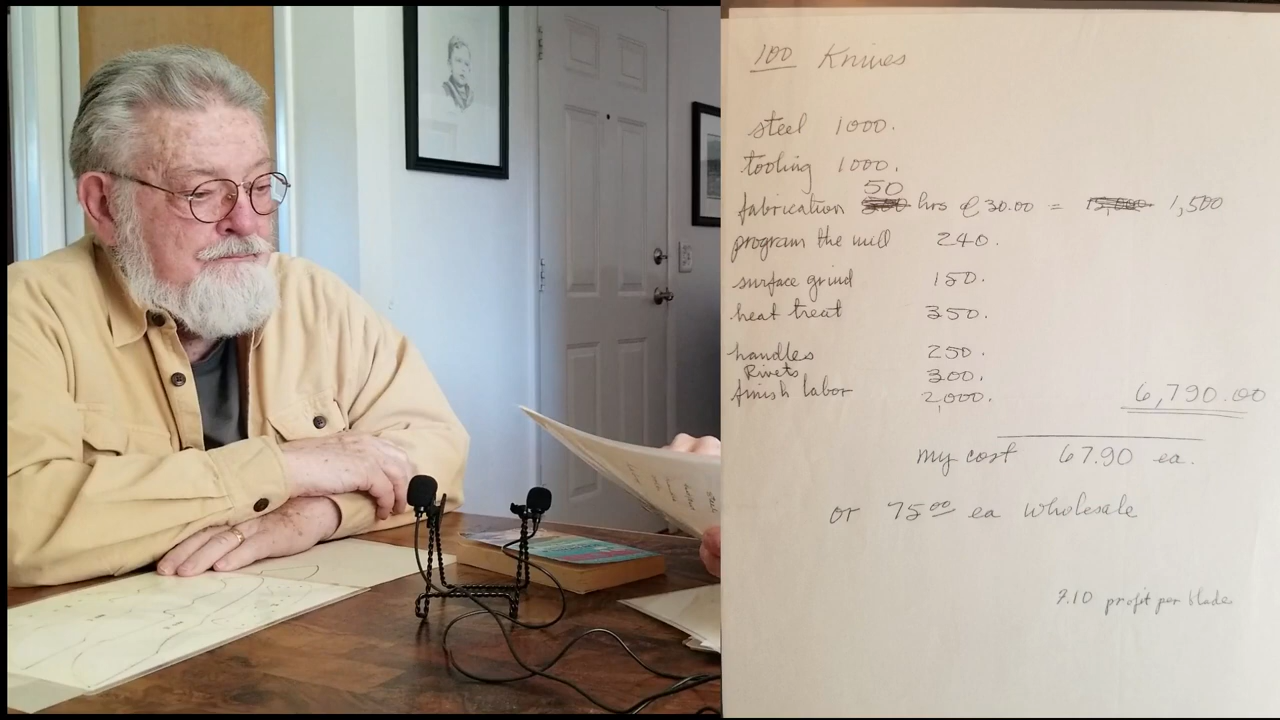 100 Knives
steel 1000.
tooling 1000.
50
fabrication 500 hrs @ 30.00 = 15,000. 1,500
program the mill 240.
surface grind 150.
heat treat 350.
handles 250.
Rivets 300.
finish labor 2,000.
6,790.00
my cost 67.90 ea.
or 75.00 ea wholesale
7.10 profit per blade